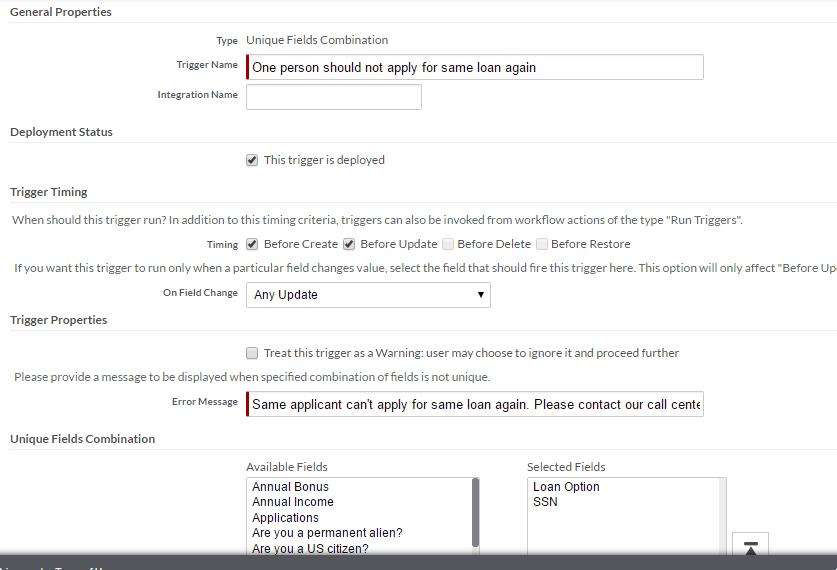 General Properties
Type Unique Fields Combination
Trigger Name One person should not apply for same loan again
Integration Name
Deployment Status
This trigger is deployed
Trigger Timing
When should this trigger run? In addition to this timing criteria, triggers can also be invoked from workflow actions of the type "Run Triggers".
Timing Before Create Before Update Before Delete Before Restore
If you want this trigger to run only when a particular field changes value, select the field that should fire this trigger here. This option will only affect "Before Up
On Field Change Any Update
Trigger Properties
Treat this trigger as a Warning: user may choose to ignore it and proceed further
Please provide a message to be displayed when specified combination of fields is not unique.
Error Message Same applicant can't apply for same loan again. Please contact our call cente
Unique Fields Combination
Available Fields Selected Fields
Annual Bonus Loan Option
Annual Income SSN
Applications
Are you a permanent alien?
Are you a US citizen?